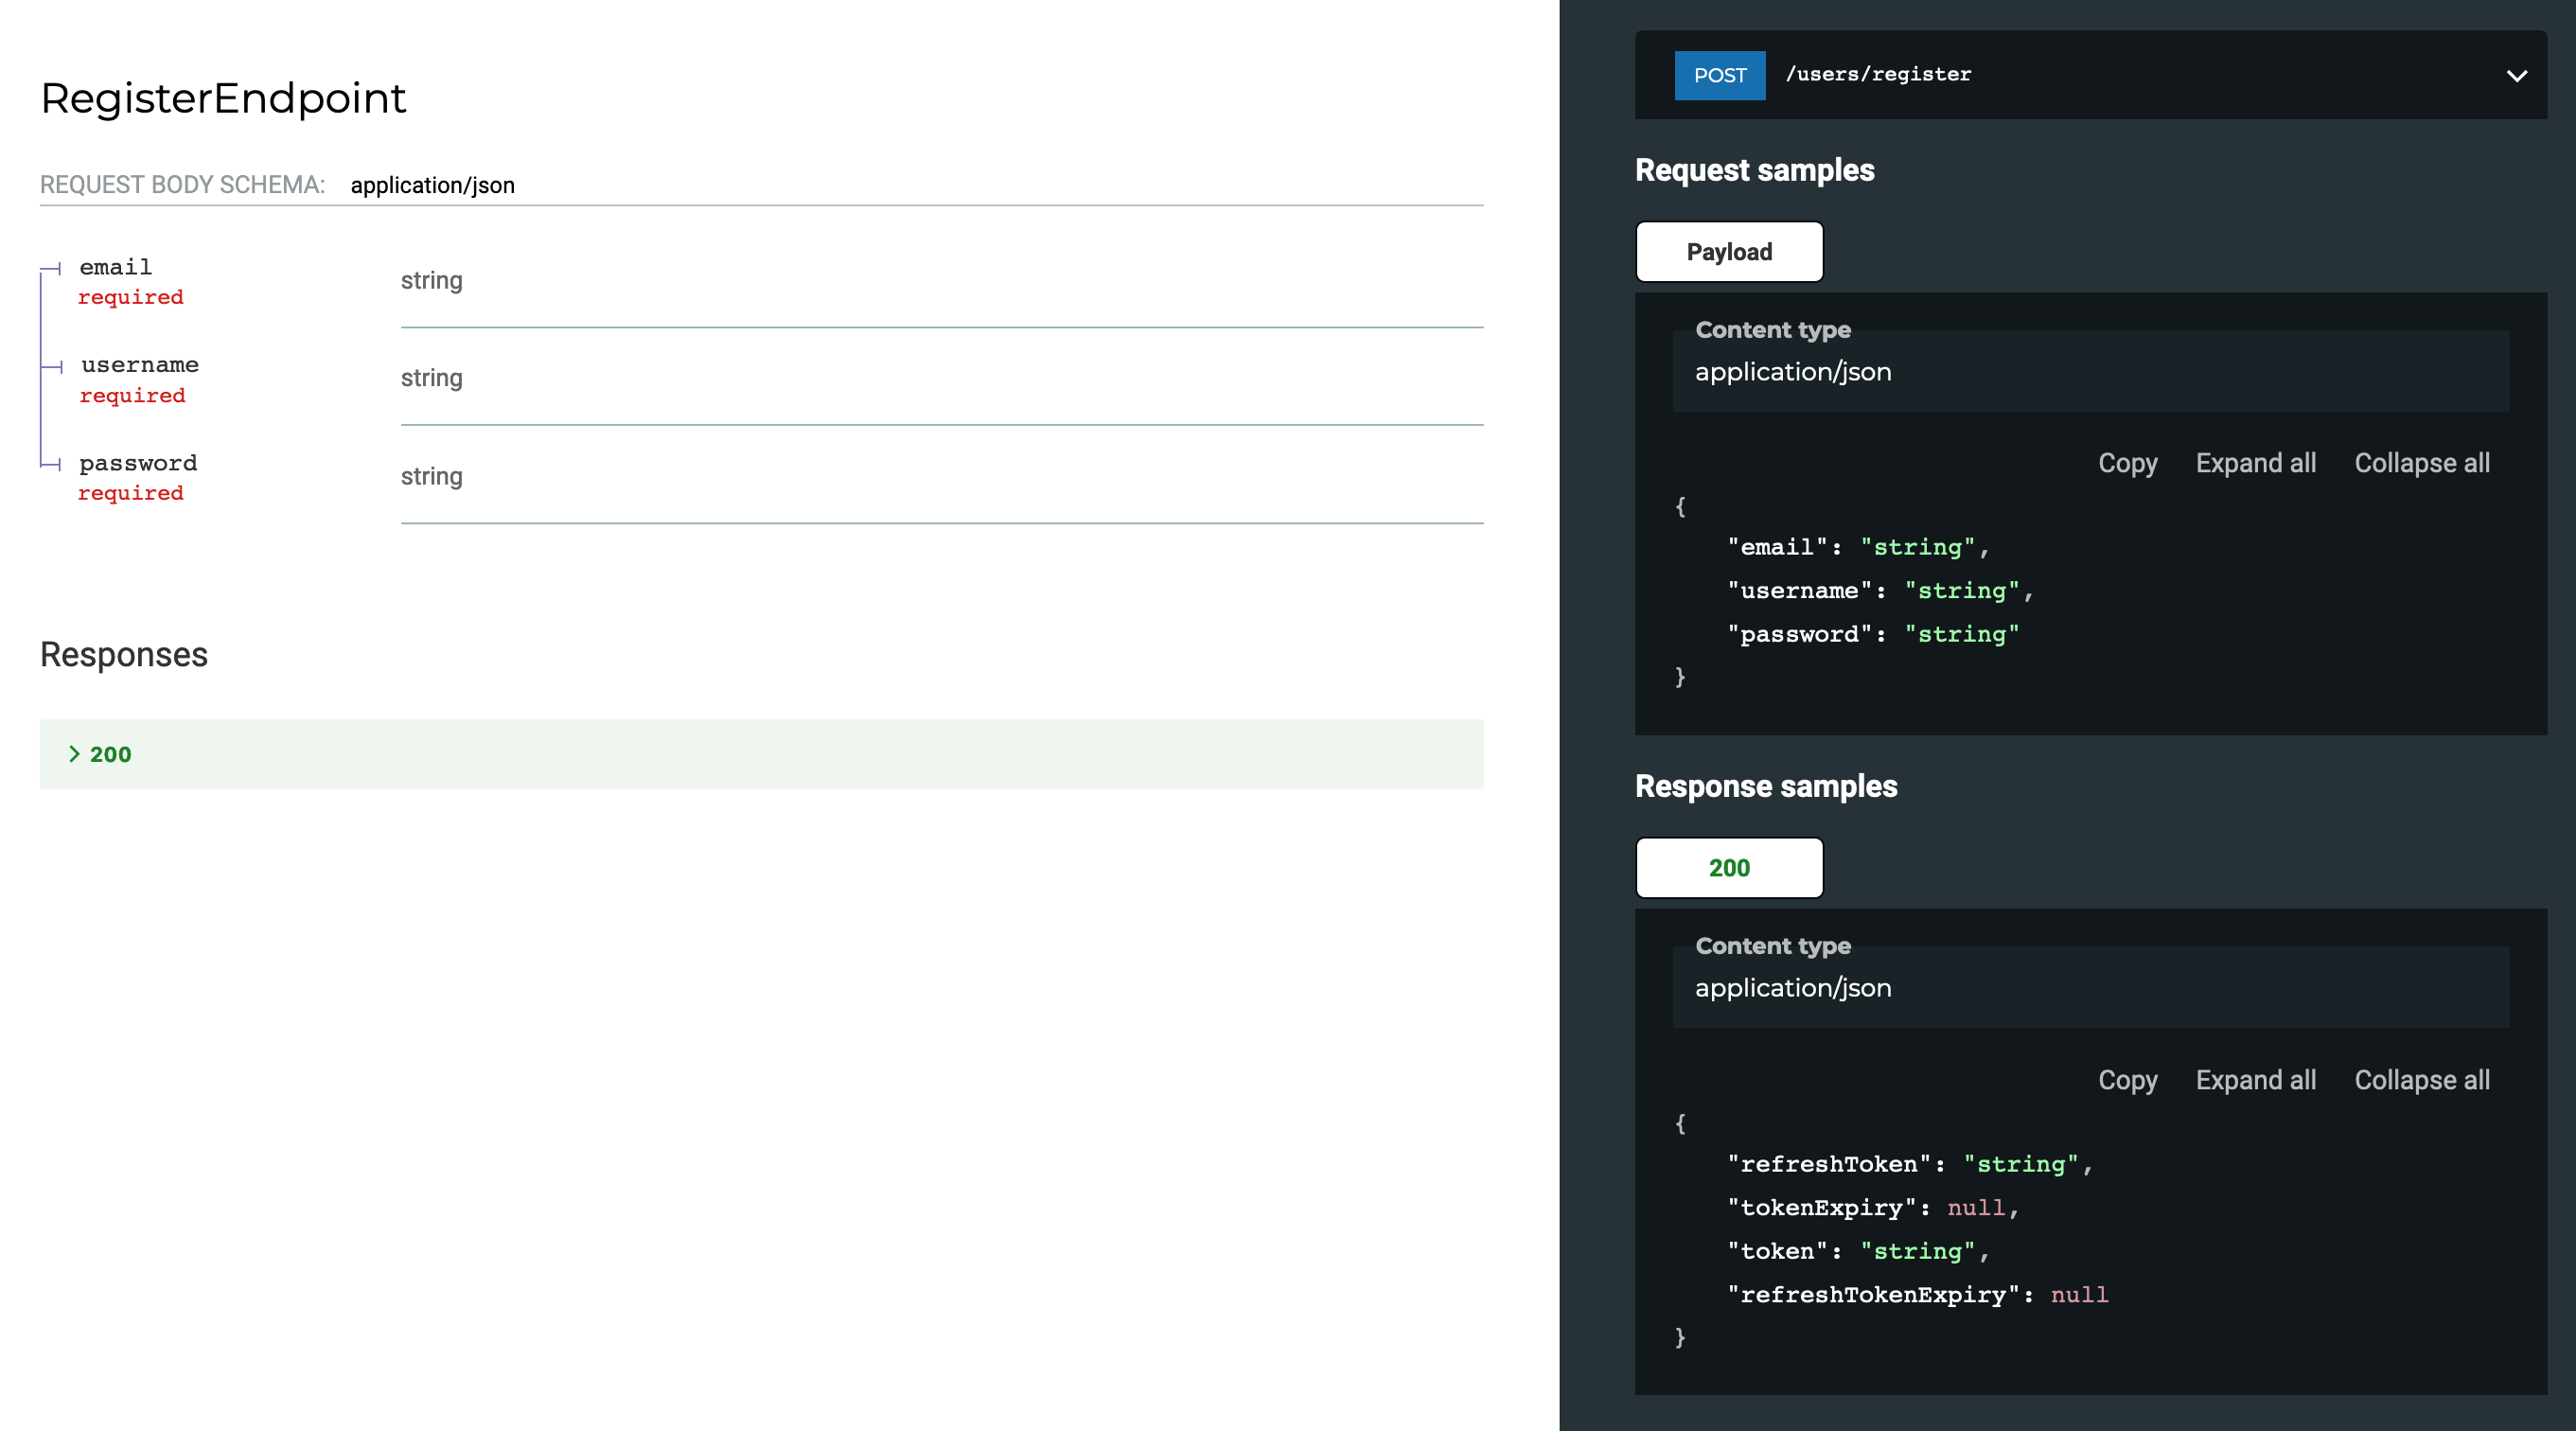 RegisterEndpoint
REQUEST BODY SCHEMA: application/json
email
required
string
username
required
string
password
required
string
Responses
200
POST /users/register
Request samples
Payload
Content type
application/json
Copy Expand all Collapse all
{
"email": "string",
"username": "string",
"password": "string"
}
Response samples
200
Content type
application/json
Copy Expand all Collapse all
{
"refreshToken": "string",
"tokenExpiry": null,
"token": "string",
"refreshTokenExpiry": null
}